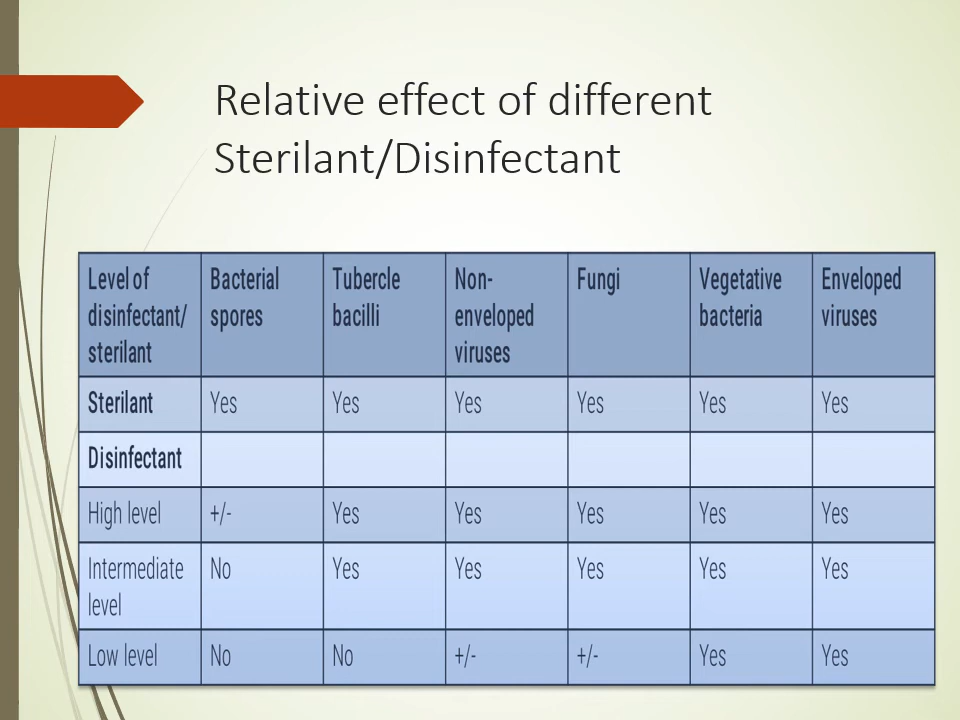 Relative effect of different
Sterilant/Disinfectant
Level of disinfectant/ sterilant Bacterial spores Tubercle bacilli Non-enveloped viruses Fungi Vegetative bacteria Enveloped viruses
Sterilant Yes Yes Yes Yes Yes Yes
Disinfectant
High level +/- Yes Yes Yes Yes Yes
Intermediate level No Yes Yes Yes Yes Yes
Low level No No +/- +/- Yes Yes